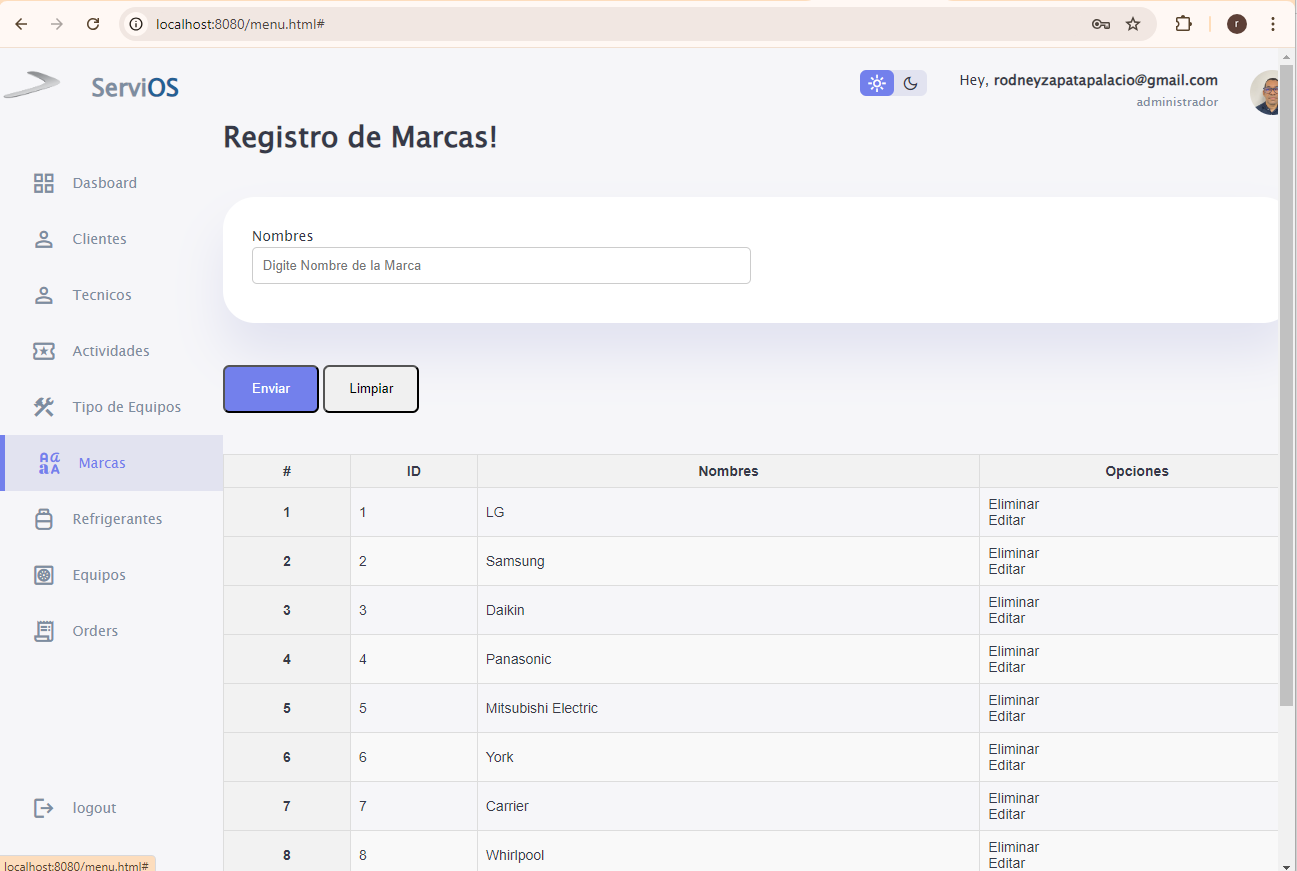 localhost:8080/menu.html#
r
ServiOS
Hey, rodneyzapatapalacio@gmail.com
administrador
Registro de Marcas!
Dasboard
Clientes
Tecnicos
Actividades
Tipo de Equipos
Marcas
Refrigerantes
Equipos
Orders
logout
Nombres
Digite Nombre de la Marca
Enviar Limpiar
# ID Nombres Opciones
1 1 LG Eliminar
Editar
2 2 Samsung Eliminar
Editar
3 3 Daikin Eliminar
Editar
4 4 Panasonic Eliminar
Editar
5 5 Mitsubishi Electric Eliminar
Editar
6 6 York Eliminar
Editar
7 7 Carrier Eliminar
Editar
8 8 Whirlpool Eliminar
Editar
localhost:8080/menu.html#